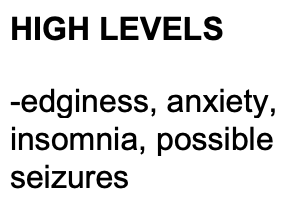 HIGH LEVELS
-edginess, anxiety,
insomnia, possible
seizures